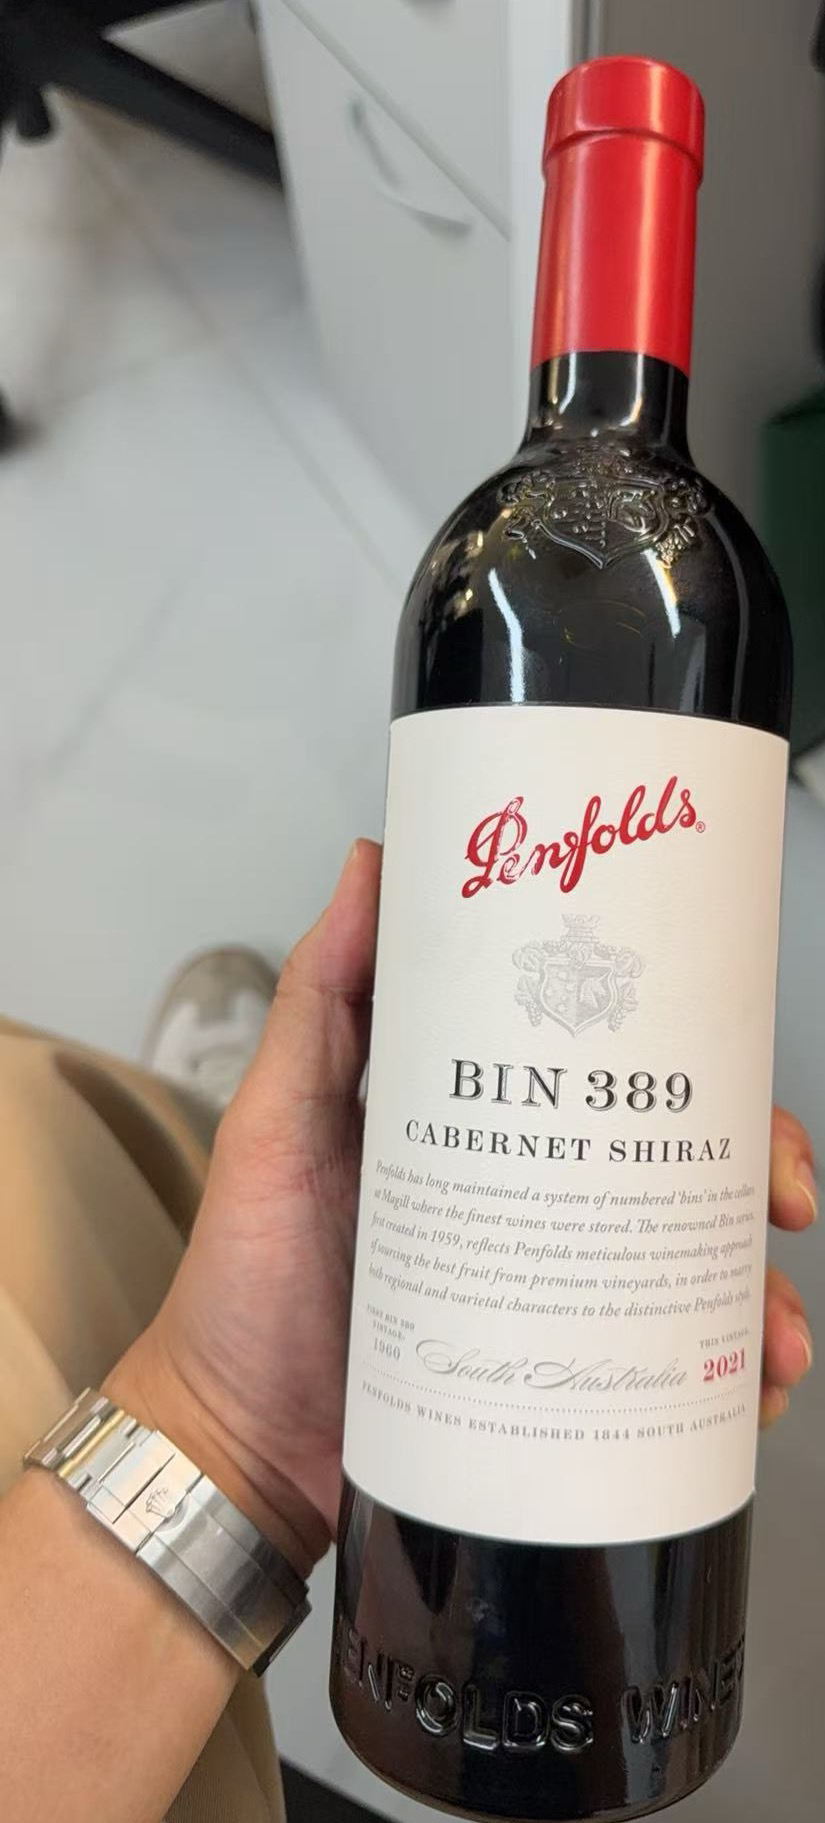 Penfolds®
BIN 389
CABERNET SHIRAZ
Penfolds has long maintained a system of numbered 'bins' in the cellars
at Magill where the finest wines were stored. The renowned Bin series,
first created in 1959, reflects Penfolds meticulous winemaking approach
of sourcing the best fruit from premium vineyards, in order to marry
both regional and varietal characters to the distinctive Penfolds style.
FIRST BIN 389
VINTAGE:
1960
South Australia
THIS VINTAGE:
2021
PENFOLDS WINES ESTABLISHED 1844 SOUTH AUSTRALIA
PENFOLDS WINES